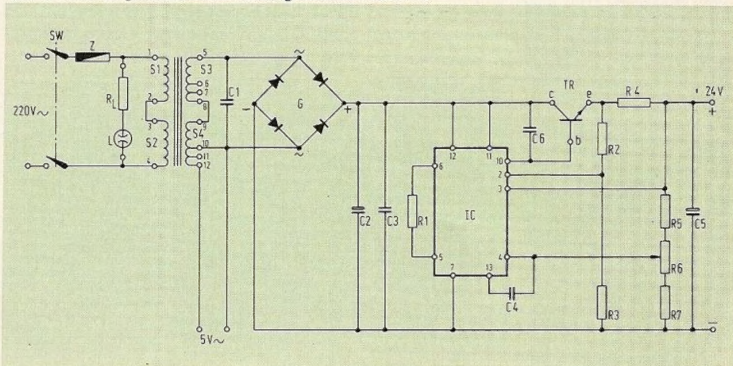 SW
Z
220V~
R L
L
1
2
3
4
S1
S2
S3
S4
5
6
7
8
9
10
11
12
C1
5V~
~
G
~
-
+
C2
C3
R1
6
5
12
11
10
2
3
4
7
13
IC
C6
TR
c
e
b
R2
R3
C4
R4
R5
R6
R7
C5
24V
+
-